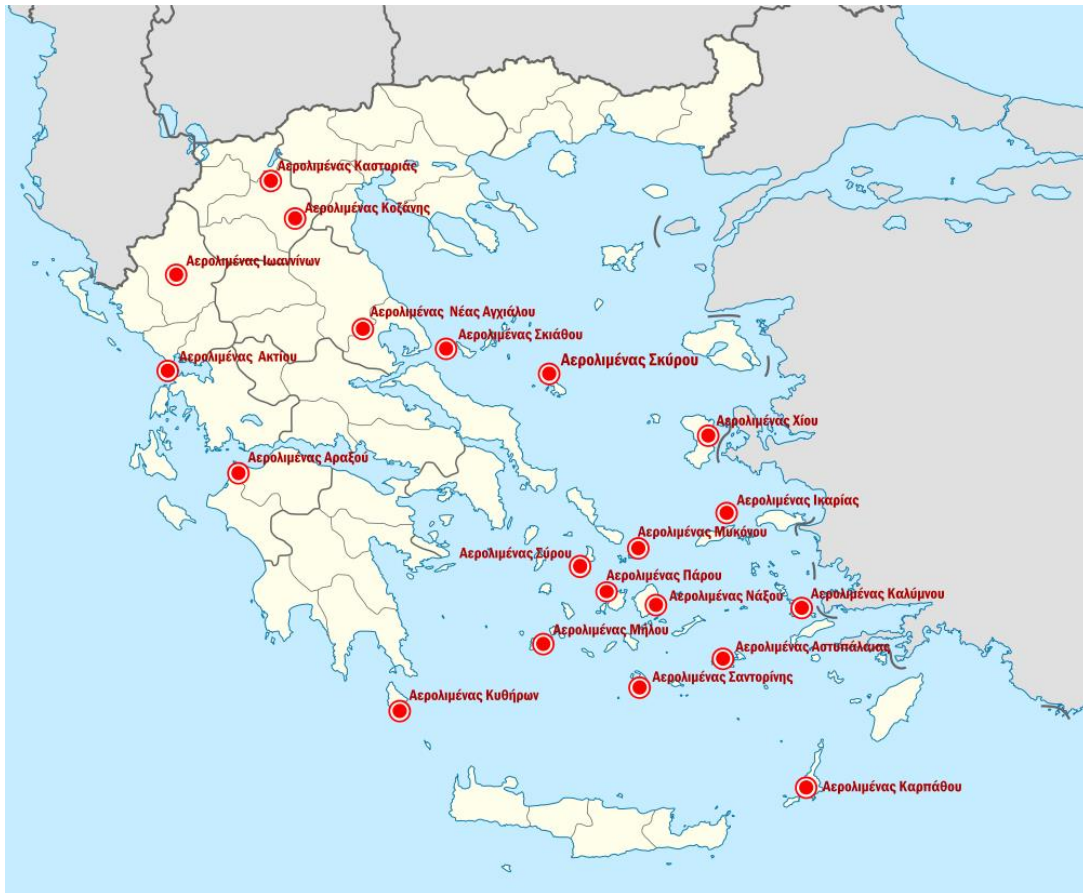 Αερολιμένας Καστοριάς
Αερολιμένας Κοζάνης
Αερολιμένας Ιωαννίνων
Αερολιμένας Νέας Αγχιάλου
Αερολιμένας Σκιάθου
Αερολιμένας Σκύρου
Αερολιμένας Ακτίου
Αερολιμένας Χίου
Αερολιμένας Αραξού
Αερολιμένας Ικαρίας
Αερολιμένας Μυκόνου
Αερολιμένας Σύρου
Αερολιμένας Πάρου
Αερολιμένας Νάξου
Αερολιμένας Καλύμνου
Αερολιμένας Μήλου
Αερολιμένας Αστυπάλαιας
Αερολιμένας Σαντορίνης
Αερολιμένας Κυθήρων
Αερολιμένας Καρπάθου